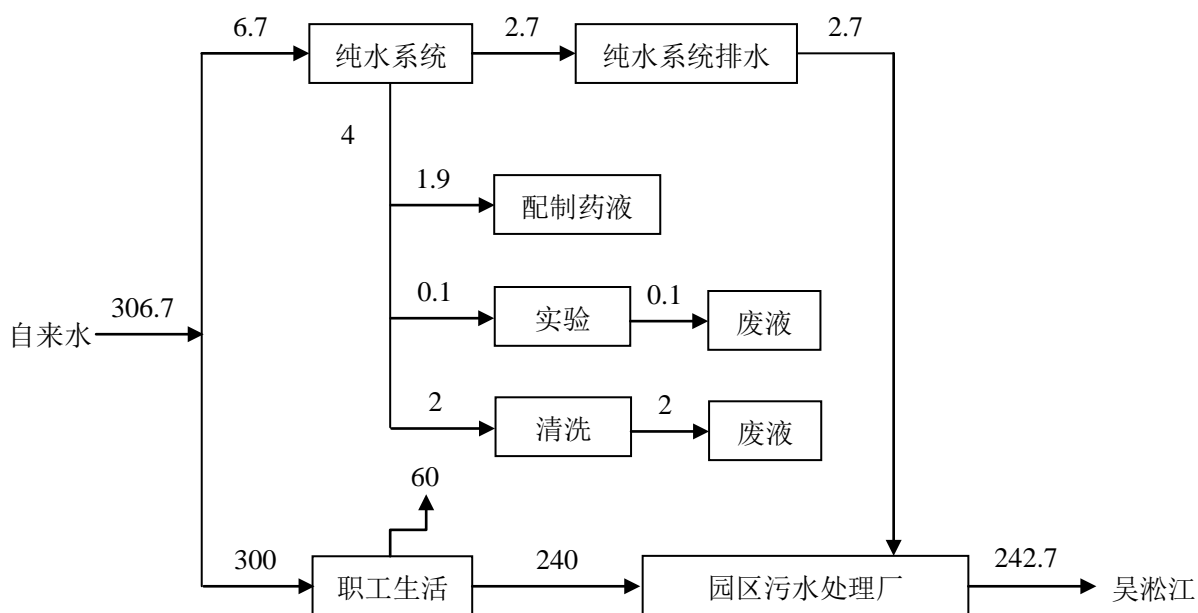 6.7
2.7
2.7
纯水系统
纯水系统排水
4
1.9
配制药液
306.7
0.1
0.1
自来水
实验
废液
2
2
清洗
废液
60
300
240
242.7
职工生活
园区污水处理厂
吴淞江